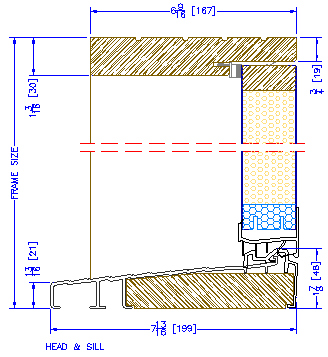 6 9/16 [167]
1 3/16 [30]
3/4 [19]
FRAME SIZE
13/16 [21]
1 7/8 [48]
7 13/16 [199]
HEAD & SILL